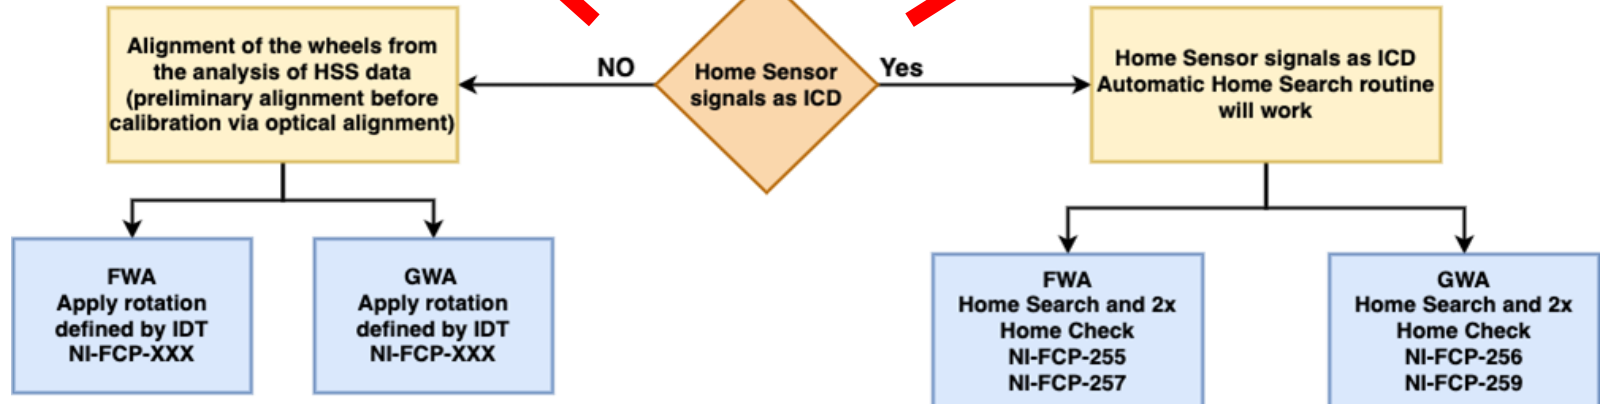 Alignment of the wheels from
the analysis of HSS data
(preliminary alignment before
calibration via optical alignment)
NO
Home Sensor
signals as ICD
Yes
Home Sensor signals as ICD
Automatic Home Search routine
will work
FWA
Apply rotation
defined by IDT
NI-FCP-XXX
GWA
Apply rotation
defined by IDT
NI-FCP-XXX
FWA
Home Search and 2x
Home Check
NI-FCP-255
NI-FCP-257
GWA
Home Search and 2x
Home Check
NI-FCP-256
NI-FCP-259